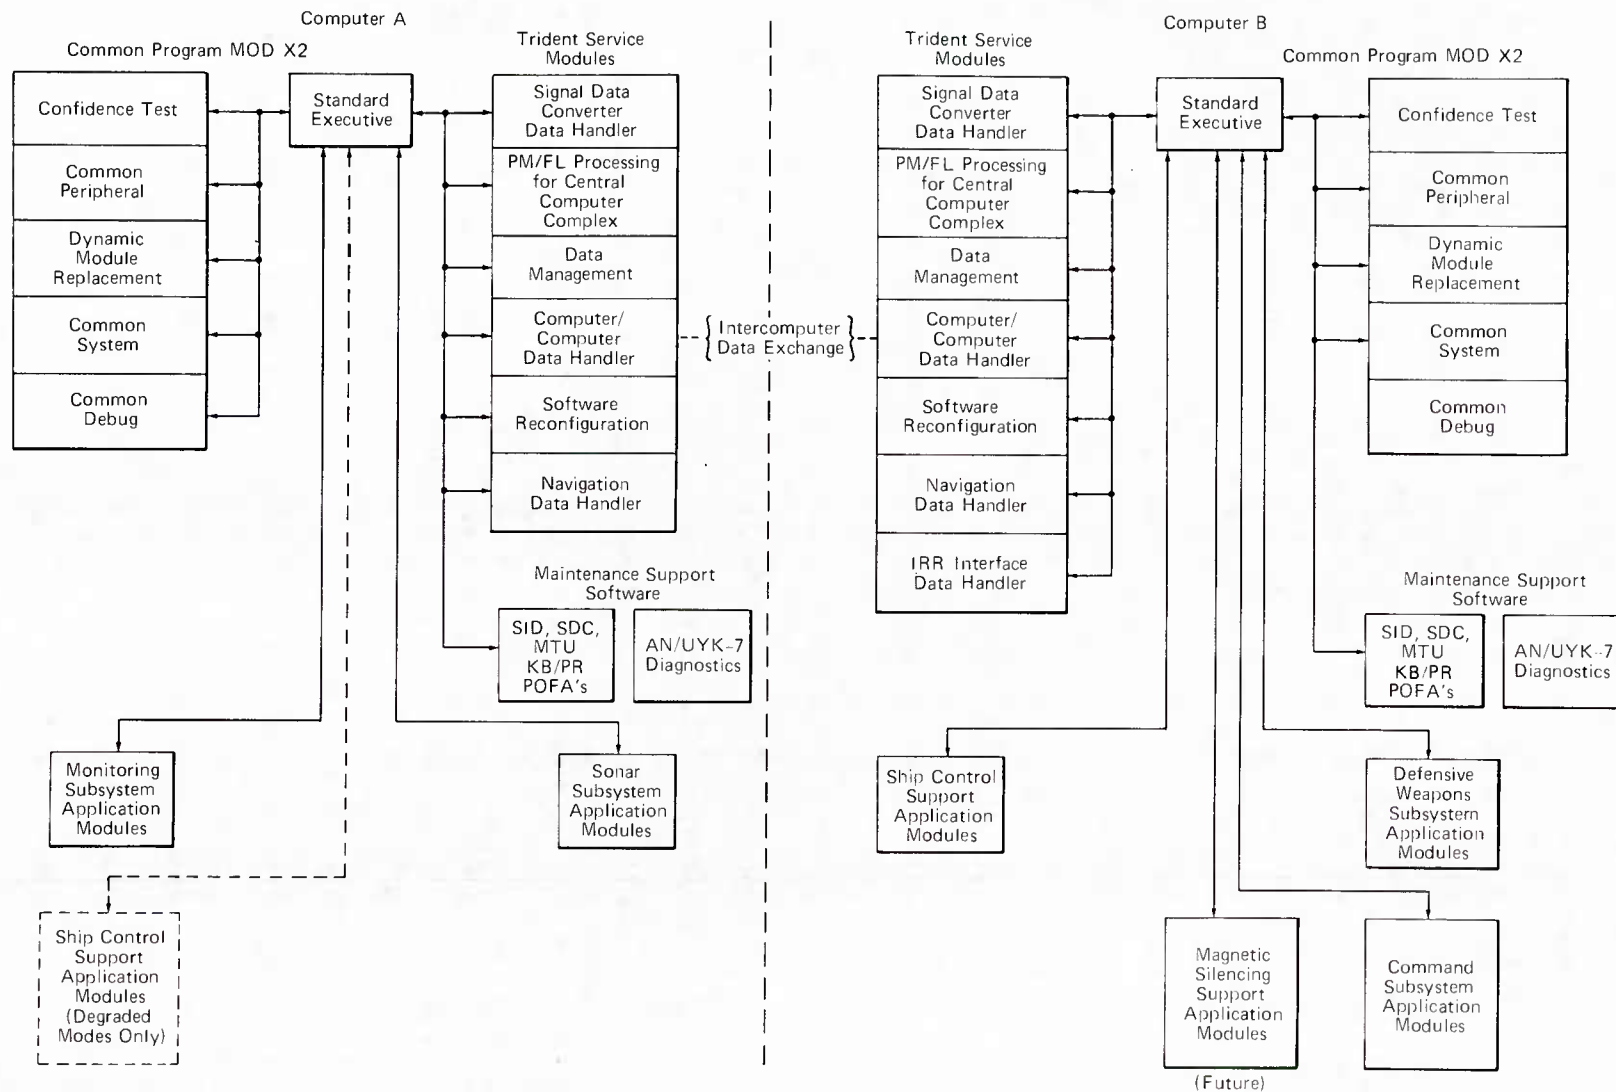 Computer A
Common Program MOD X2
Confidence Test
Common
Peripheral
Dynamic
Module
Replacement
Common
System
Common
Debug
Standard
Executive
Trident Service
Modules
Signal Data
Converter
Data Handler
PM/FL Processing
for Central
Computer
Complex
Data
Management
Computer/
Computer
Data Handler
Software
Reconfiguration
Navigation
Data Handler
Maintenance Support
Software
SID, SDC,
MTU
KB/PR
POFA's
AN/UYK-7
Diagnostics
Monitoring
Subsystem
Application
Modules
Sonar
Subsystem
Application
Modules
Ship Control
Support
Application
Modules
(Degraded
Modes Only)
Intercomputer
Data Exchange
Computer B
Trident Service
Modules
Signal Data
Converter
Data Handler
PM/FL Processing
for Central
Computer
Complex
Data
Management
Computer/
Computer
Data Handler
Software
Reconfiguration
Navigation
Data Handler
IRR Interface
Data Handler
Standard
Executive
Common Program MOD X2
Confidence Test
Common
Peripheral
Dynamic
Module
Replacement
Common
System
Common
Debug
Maintenance Support
Software
SID, SDC,
MTU
KB/PR
POFA's
AN/UYK-7
Diagnostics
Ship Control
Support
Application
Modules
Defensive
Weapons
Subsystem
Application
Modules
Magnetic
Silencing
Support
Application
Modules
(Future)
Command
Subsystem
Application
Modules